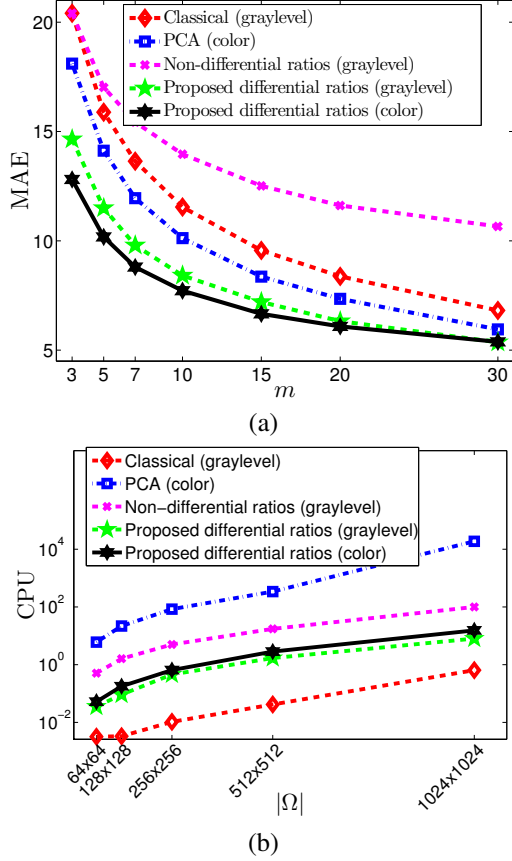 20
15
10
5
MAE
Classical (graylevel)
PCA (color)
Non-differential ratios (graylevel)
Proposed differential ratios (graylevel)
Proposed differential ratios (color)
3 5 7 10 15 20 30
m
(a)
Classical (graylevel)
PCA (color)
Non−differential ratios (graylevel)
Proposed differential ratios (graylevel)
Proposed differential ratios (color)
10^4
10^2
10^0
10^−2
CPU
64x64 128x128 256x256 512x512 1024x1024
|Ω|
(b)